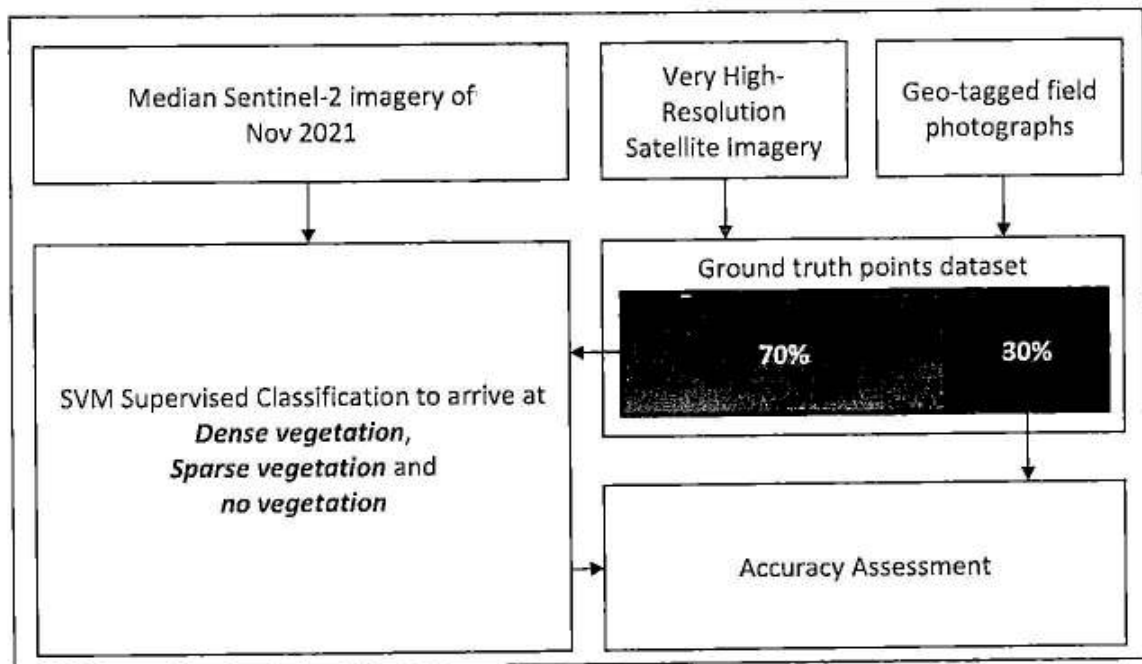 Median Sentinel-2 imagery of
Nov 2021
Very High-
Resolution
Satellite Imagery
Geo-tagged field
photographs
Ground truth points dataset
70%
30%
SVM Supervised Classification to arrive at
Dense vegetation,
Sparse vegetation and
no vegetation
Accuracy Assessment